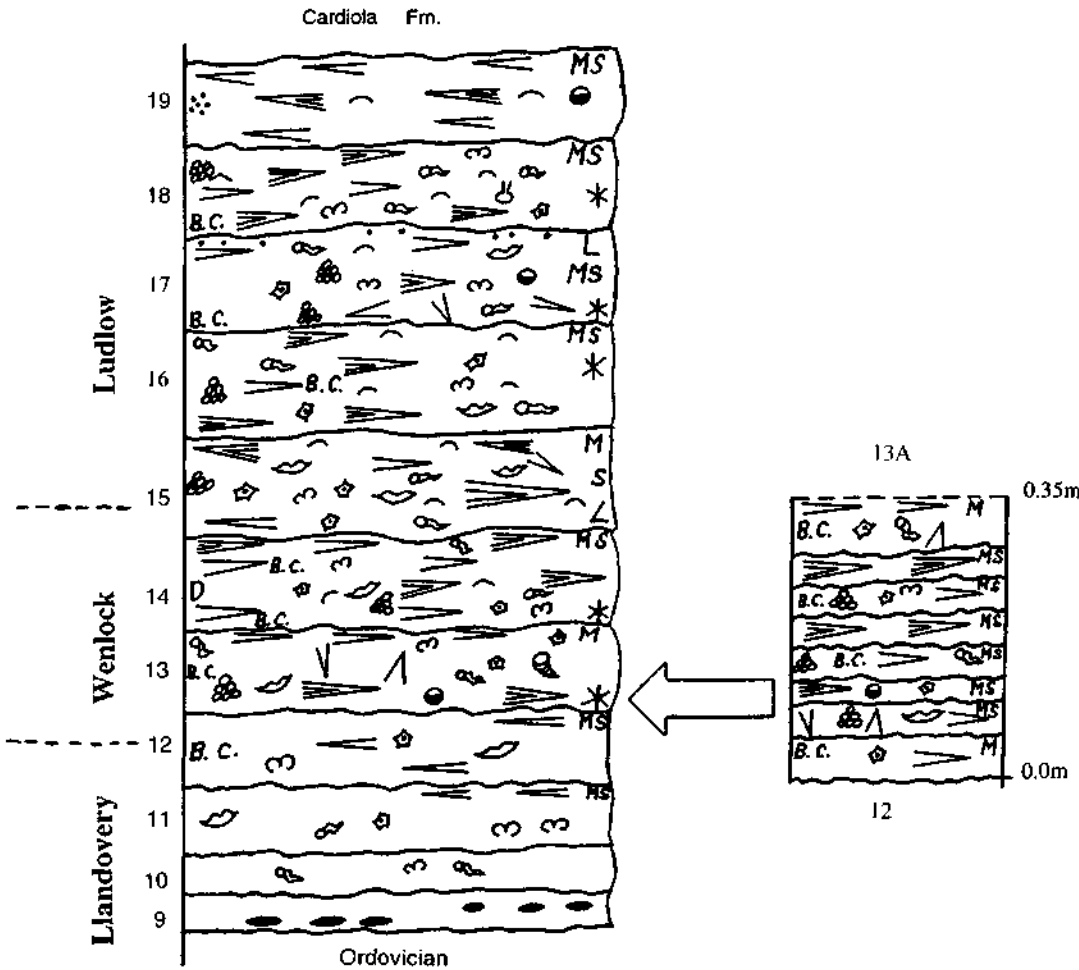 Cardiola Fm.
MS
19
MS
18
B.C.
L
17
MS
B.C.
MS
16
B.C.
Ludlow
M
S
15
L
MS
B.C.
D
14
B.C.
Wenlock
M
13
B.C.
MS
12
B.C.
MS
11
10
Llandovery
9
Ordovician
13A
0.35m
M
B.C.
MS
B.C.
MS
MS
B.C.
MS
MS
MS
B.C.
M
0.0m
12